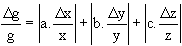 Δg/g = |a.Δx/x| + |b.Δy/y| + |c.Δz/z|